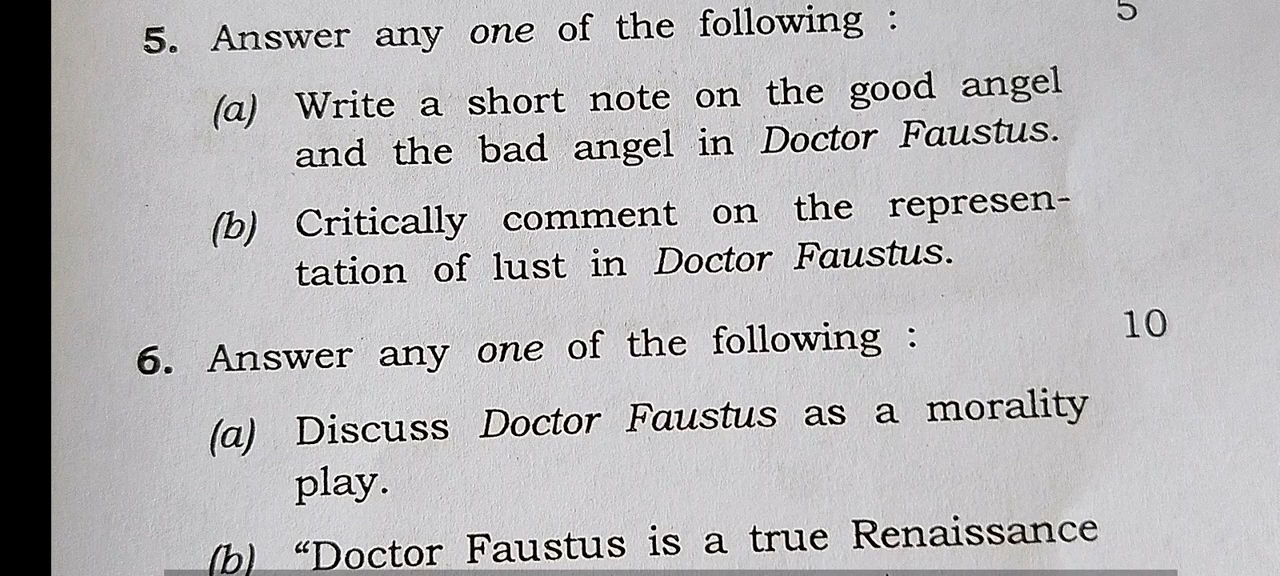 5. Answer any one of the following : 5
(a) Write a short note on the good angel
and the bad angel in Doctor Faustus.
(b) Critically comment on the represen-
tation of lust in Doctor Faustus.
6. Answer any one of the following : 10
(a) Discuss Doctor Faustus as a morality
play.
(b) “Doctor Faustus is a true Renaissance